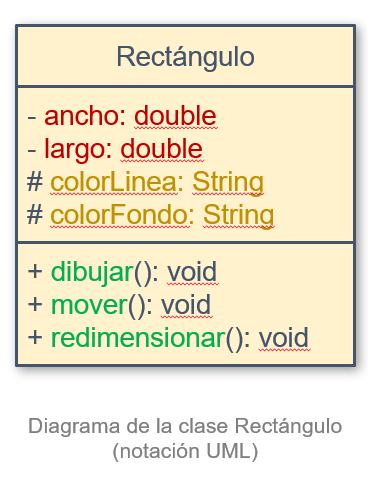 Rectángulo
- ancho: double
- largo: double
# colorLinea: String
# colorFondo: String
+ dibujar(): void
+ mover(): void
+ redimensionar(): void
Diagrama de la clase Rectángulo
(notación UML)